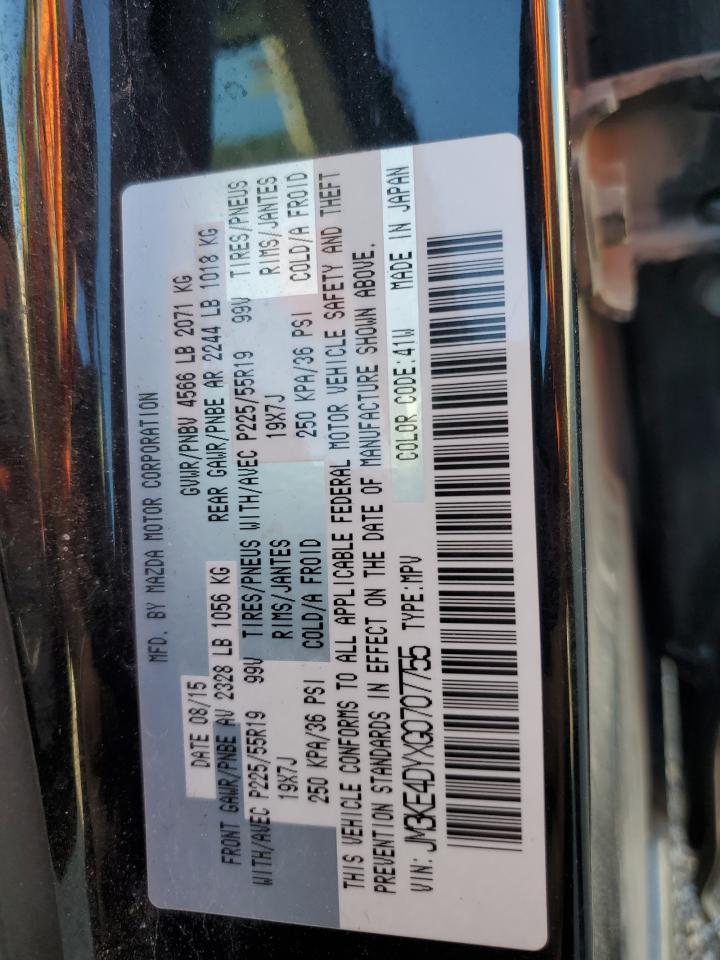 MFD. BY MAZDA MOTOR CORPORATION
DATE 08/15 GVWR/PNBV 4566 LB 2071 KG
FRONT GAWR/PNBE AV 2328 LB 1056 KG REAR GAWR/PNBE AR 2244 LB 1018 KG
WITH/AVEC P225/55R19 99V TIRES/PNEUS WITH/AVEC P225/55R19 99V TIRES/PNEUS
19X7J RIMS/JANTES 19X7J RIMS/JANTES
250 KPA/36 PSI COLD/A FROID 250 KPA/36 PSI COLD/A FROID
THIS VEHICLE CONFORMS TO ALL APPLICABLE FEDERAL MOTOR VEHICLE SAFETY AND THEFT
PREVENTION STANDARDS IN EFFECT ON THE DATE OF MANUFACTURE SHOWN ABOVE.
VIN: JM3KE4DYXG0707755 TYPE:MPV COLOR CODE:41W MADE IN JAPAN